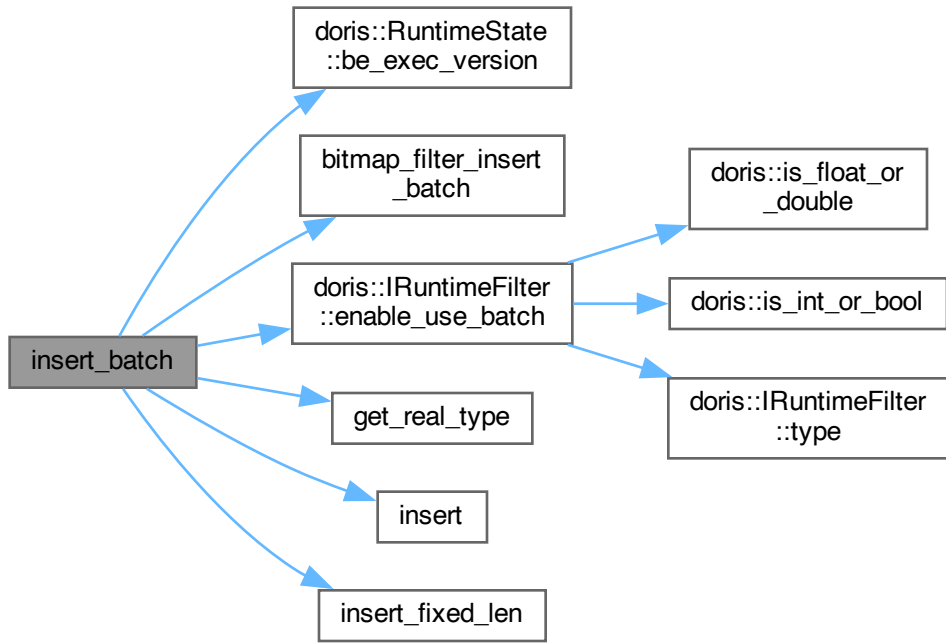 doris::RuntimeState
::be_exec_version
bitmap_filter_insert
_batch
doris::is_float_or
_double
doris::IRuntimeFilter
::enable_use_batch
doris::is_int_or_bool
insert_batch
get_real_type
doris::IRuntimeFilter
::type
insert
insert_fixed_len